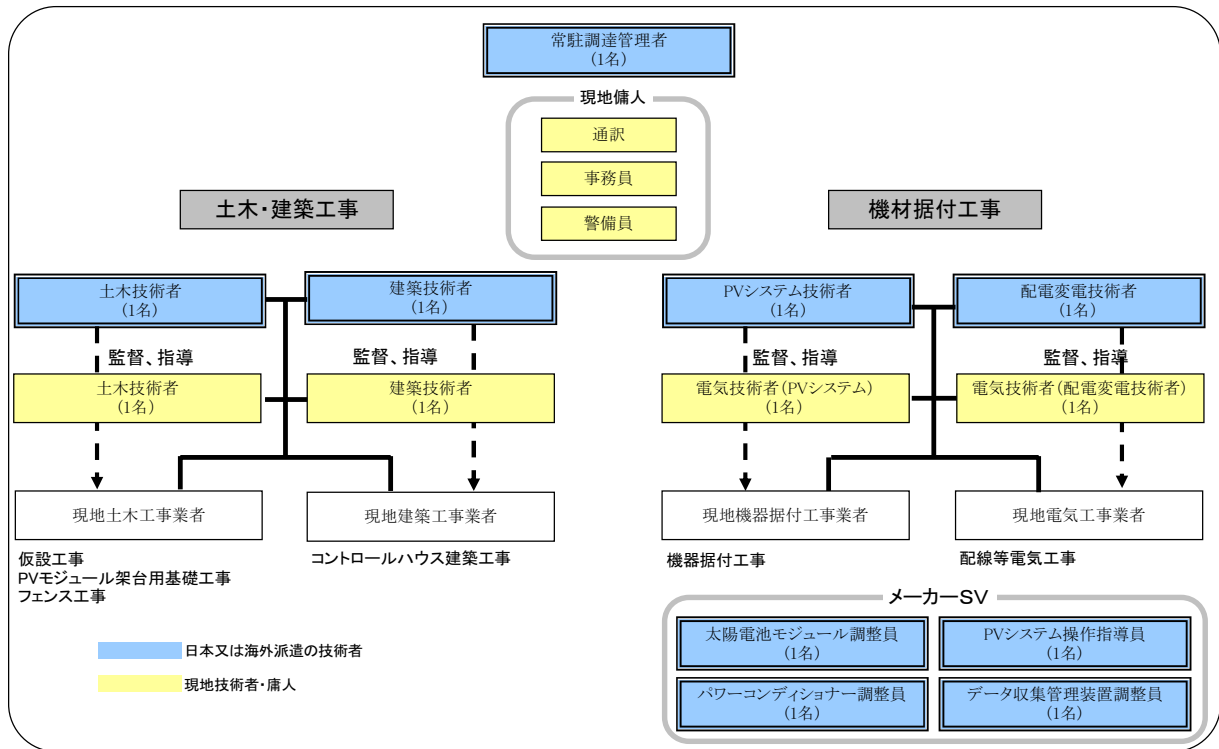 常駐調達管理者
(1名)
現地傭人
通訳
事務員
警備員
土木・建築工事
機材据付工事
土木技術者
(1名)
建築技術者
(1名)
PVシステム技術者
(1名)
配電変電技術者
(1名)
監督、指導
監督、指導
監督、指導
監督、指導
土木技術者
(1名)
建築技術者
(1名)
電気技術者(PVシステム)
(1名)
電気技術者(配電変電技術者)
(1名)
現地土木工事業者
現地建築工事業者
現地機器据付工事業者
現地電気工事業者
仮設工事
PVモジュール架台用基礎工事
フェンス工事
コントロールハウス建築工事
機器据付工事
配線等電気工事
メーカーSV
太陽電池モジュール調整員
(1名)
PVシステム操作指導員
(1名)
パワーコンディショナー調整員
(1名)
データ収集管理装置調整員
(1名)
日本又は海外派遣の技術者
現地技術者・庸人